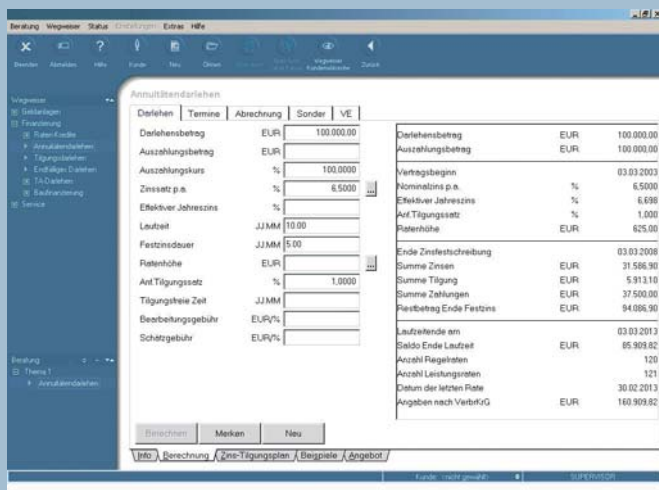 Beratung Wegweiser Status Einstellungen Extras Hilfe
Beenden Abmelden Hilfe Kunde Neu Öffnen Wegweiser Kundenwünsche Zurück
Wegweiser
Geldanlagen
Finanzierung
Raten-Kredite
Annuitätendarlehen
Tilgungsdarlehen
Endfälliges Darlehen
TA-Darlehen
Baufinanzierung
Service
Beratung
Thema 1
Annuitätendarlehen
Annuitätendarlehen
Darlehen Termine Abrechnung Sonder VE
Darlehensbetrag EUR 100.000,00
Auszahlungsbetrag EUR
Auszahlungskurs % 100,0000
Zinssatz p.a. % 6,5000 ...
Effektiver Jahreszins %
Laufzeit JJ.MM 10.00
Festzinsdauer JJ.MM 5.00
Ratenhöhe EUR ...
Anf.Tilgungssatz % 1,0000
Tilgungsfreie Zeit JJ.MM
Bearbeitungsgebühr EUR/%
Schätzgebühr EUR/%
Darlehensbetrag EUR 100.000,00
Auszahlungsbetrag EUR 100.000,00
Vertragsbeginn 03.03.2003
Nominalzins p.a. % 6,5000
Effektiver Jahreszins % 6,698
Anf.Tilgungssatz % 1,000
Ratenhöhe EUR 625,00
Ende Zinsfestschreibung 03.03.2008
Summe Zinsen EUR 31.586,90
Summe Tilgung EUR 5.913,10
Summe Zahlungen EUR 37.500,00
Restbetrag Ende Festzins EUR 94.086,90
Laufzeitende am 03.03.2013
Saldo Ende Laufzeit EUR 85.909,82
Anzahl Regelraten 120
Anzahl Leistungsraten 121
Datum der letzten Rate 30.02.2013
Angaben nach VerbrKrG EUR 160.909,82
Berechnen Merken Neu
Info Berechnung Zins-Tilgungsplan Beispiele Angebot
Kunde: (nicht gewählt) SUPERVISOR